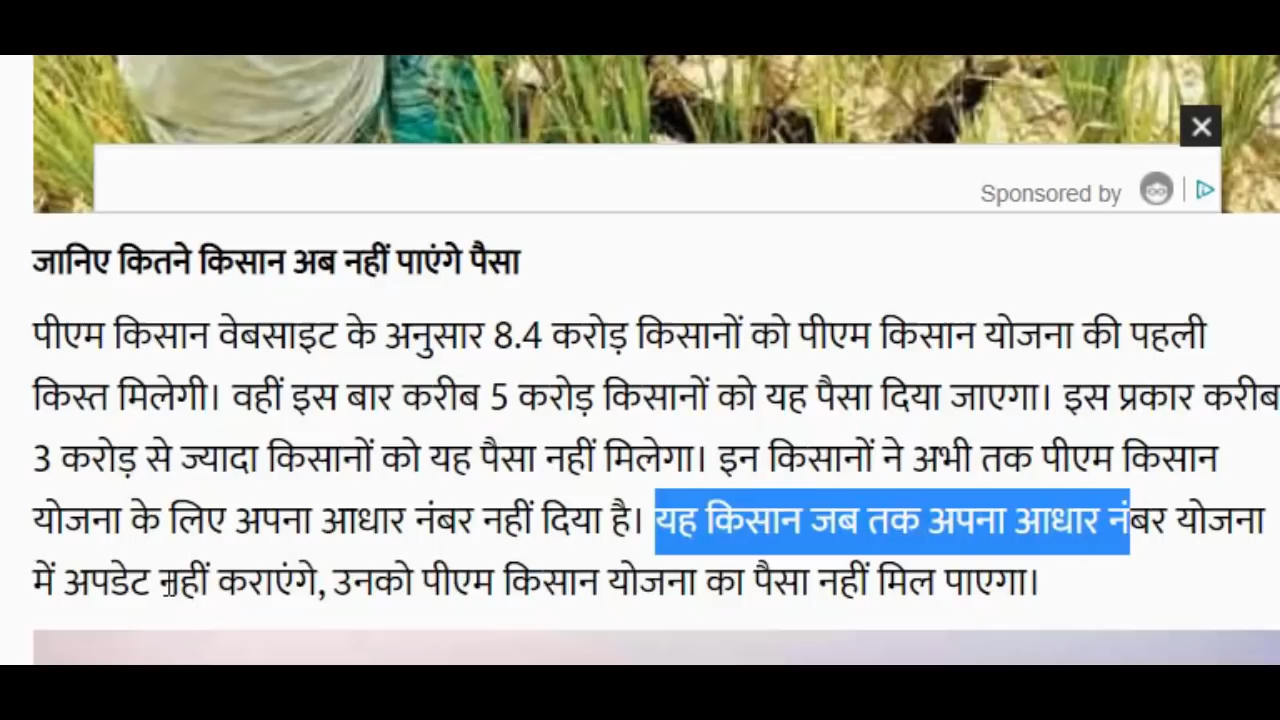 Sponsored by
जानिए कितने किसान अब नहीं पाएंगे पैसा
पीएम किसान वेबसाइट के अनुसार 8.4 करोड़ किसानों को पीएम किसान योजना की पहली
किस्त मिलेगी। वहीं इस बार करीब 5 करोड़ किसानों को यह पैसा दिया जाएगा। इस प्रकार करीब
3 करोड़ से ज्यादा किसानों को यह पैसा नहीं मिलेगा। इन किसानों ने अभी तक पीएम किसान
योजना के लिए अपना आधार नंबर नहीं दिया है। यह किसान जब तक अपना आधार नंबर योजना
में अपडेट नहीं कराएंगे, उनको पीएम किसान योजना का पैसा नहीं मिल पाएगा।